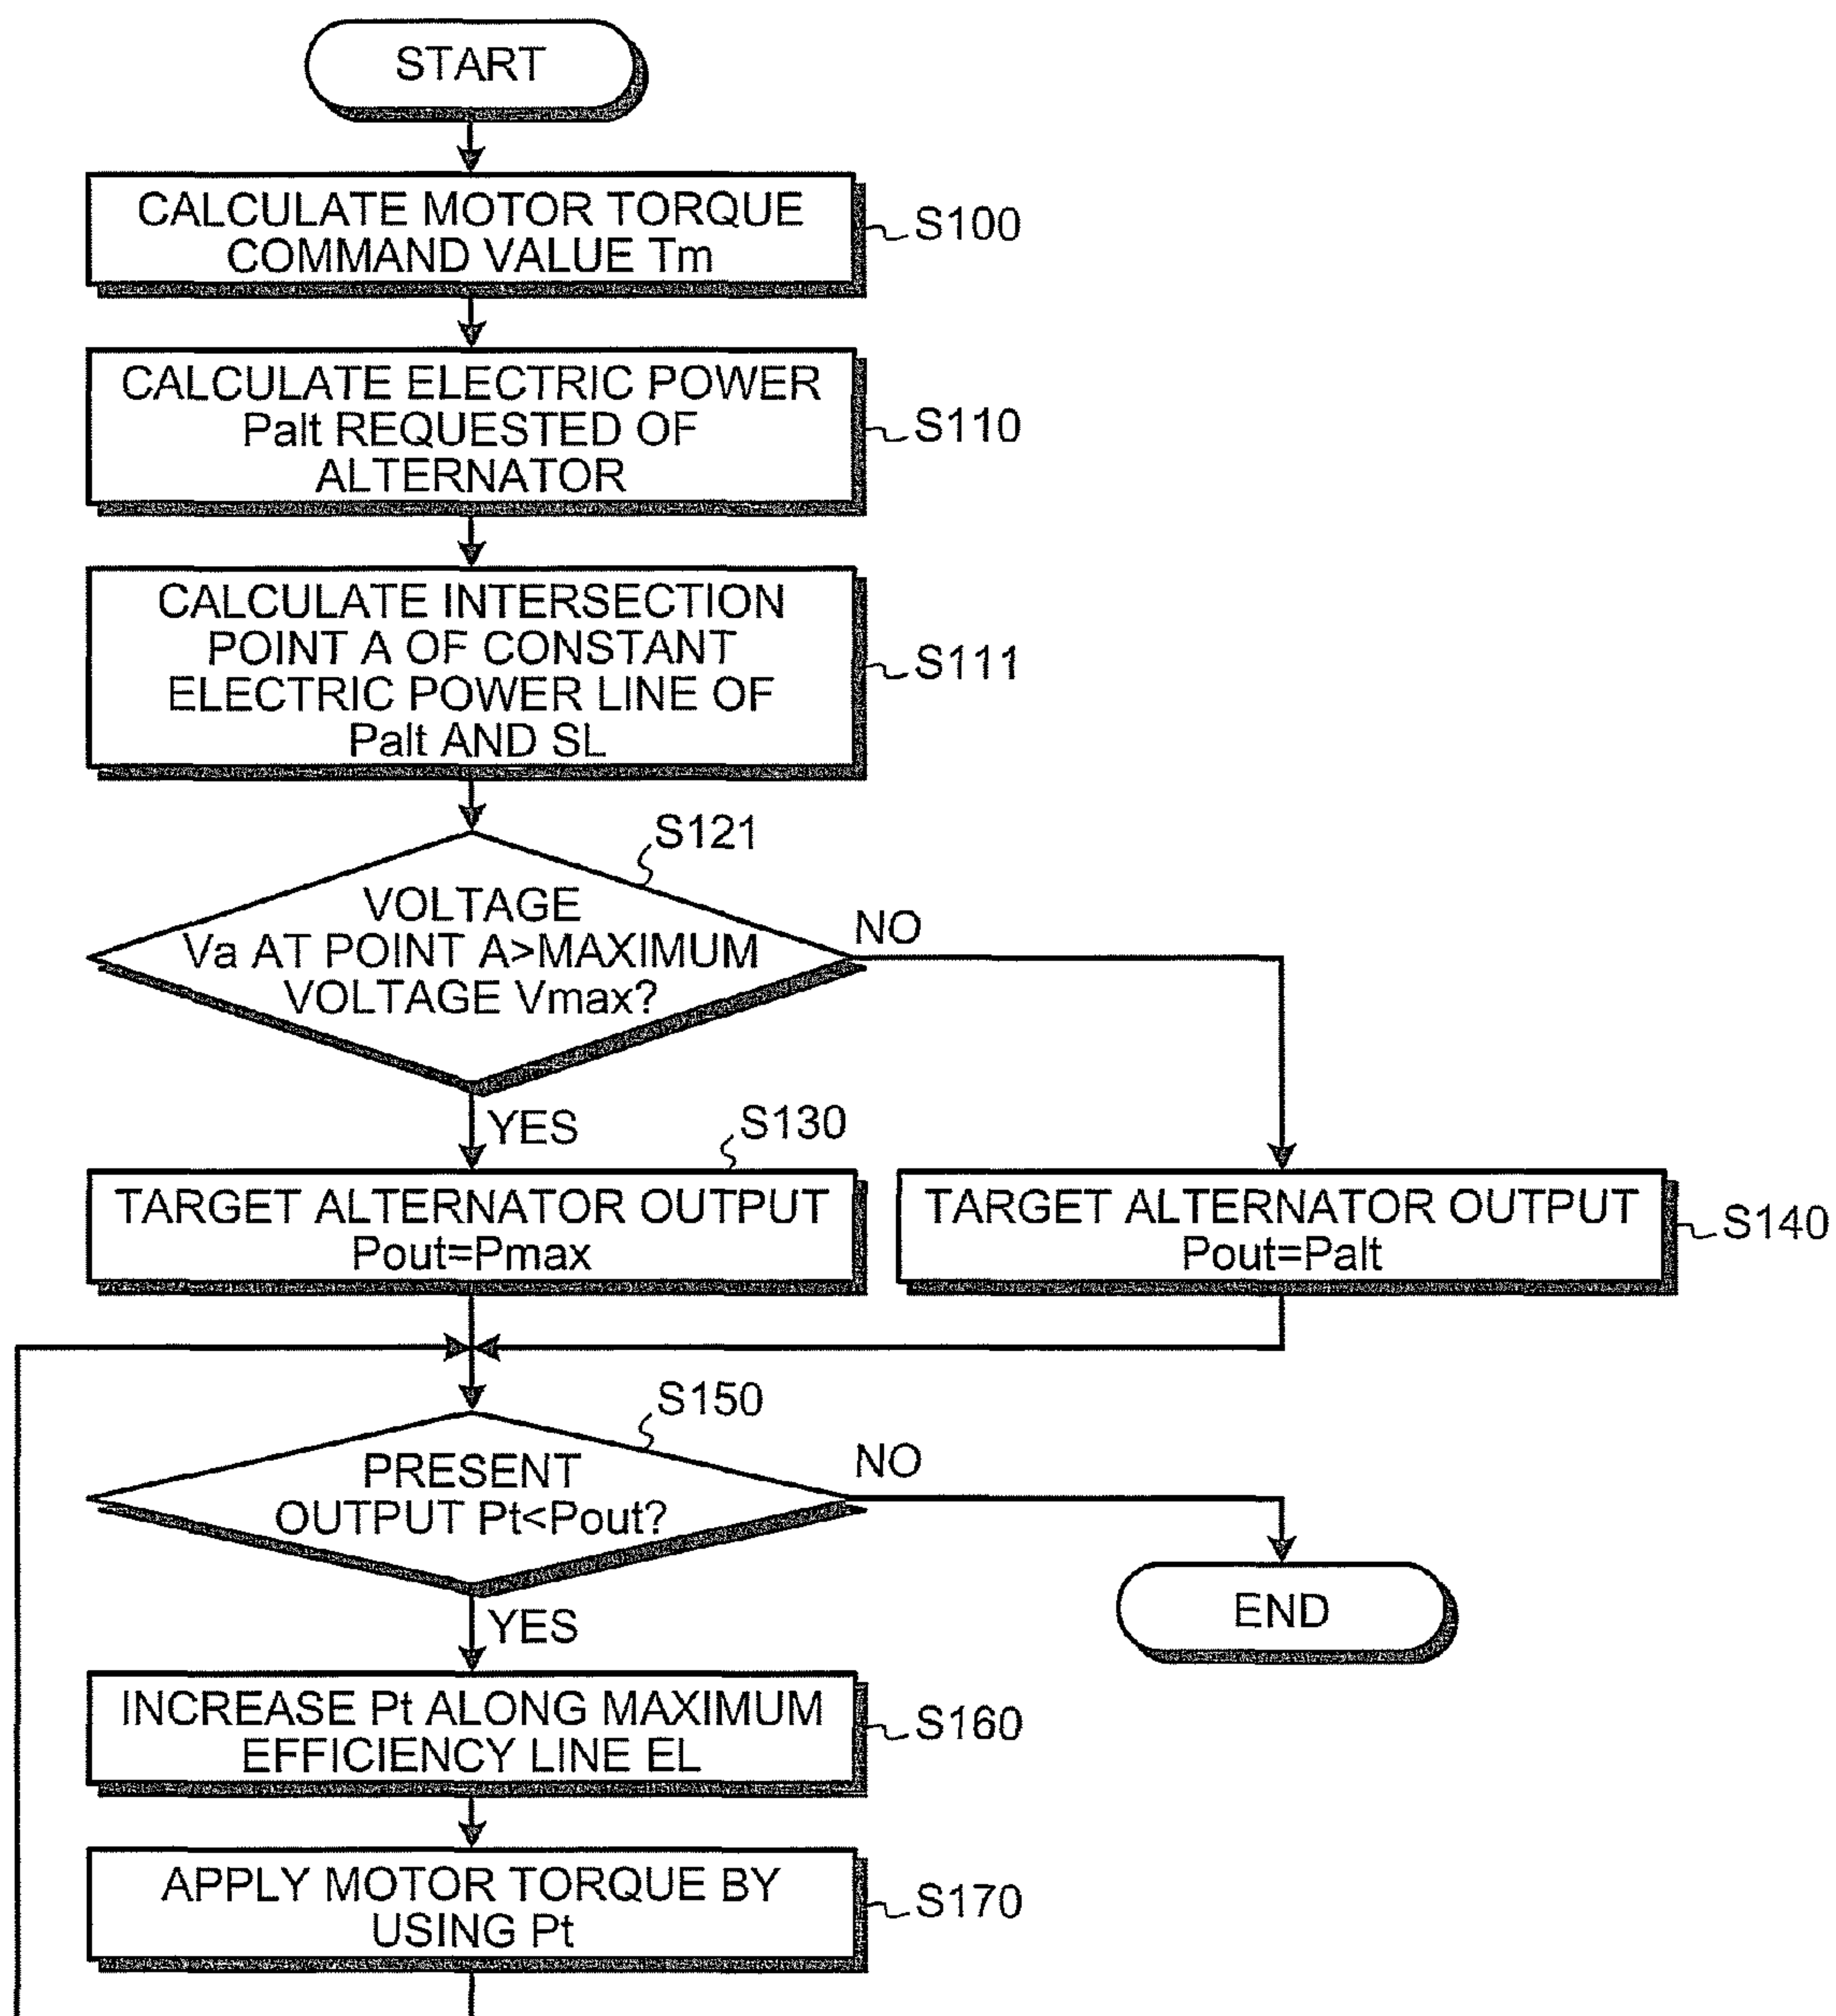 START
CALCULATE MOTOR TORQUE
COMMAND VALUE Tm
S100
CALCULATE ELECTRIC POWER
Palt REQUESTED OF
ALTERNATOR
S110
CALCULATE INTERSECTION
POINT A OF CONSTANT
ELECTRIC POWER LINE OF
Palt AND SL
S111
S121
VOLTAGE
Va AT POINT A>MAXIMUM
VOLTAGE Vmax?
NO
YES
S130
TARGET ALTERNATOR OUTPUT
Pout=Pmax
TARGET ALTERNATOR OUTPUT
Pout=Palt
S140
S150
PRESENT
OUTPUT Pt<Pout?
NO
END
YES
INCREASE Pt ALONG MAXIMUM
EFFICIENCY LINE EL
S160
APPLY MOTOR TORQUE BY
USING Pt
S170